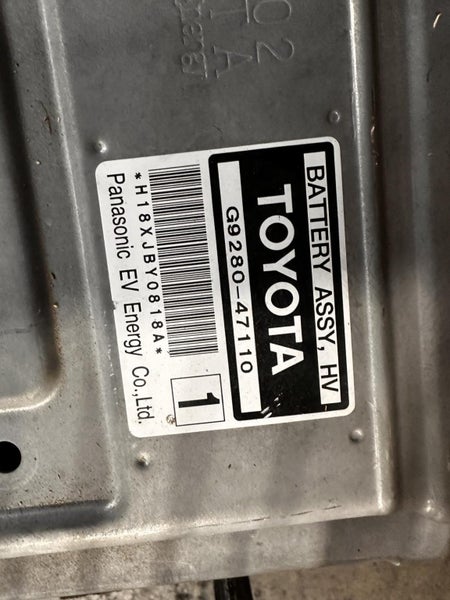 BATTERY ASSY, HV
TOYOTA
G9280-47110
1
*H18XJBY0818A*
Panasonic EV Energy Co.,Ltd.